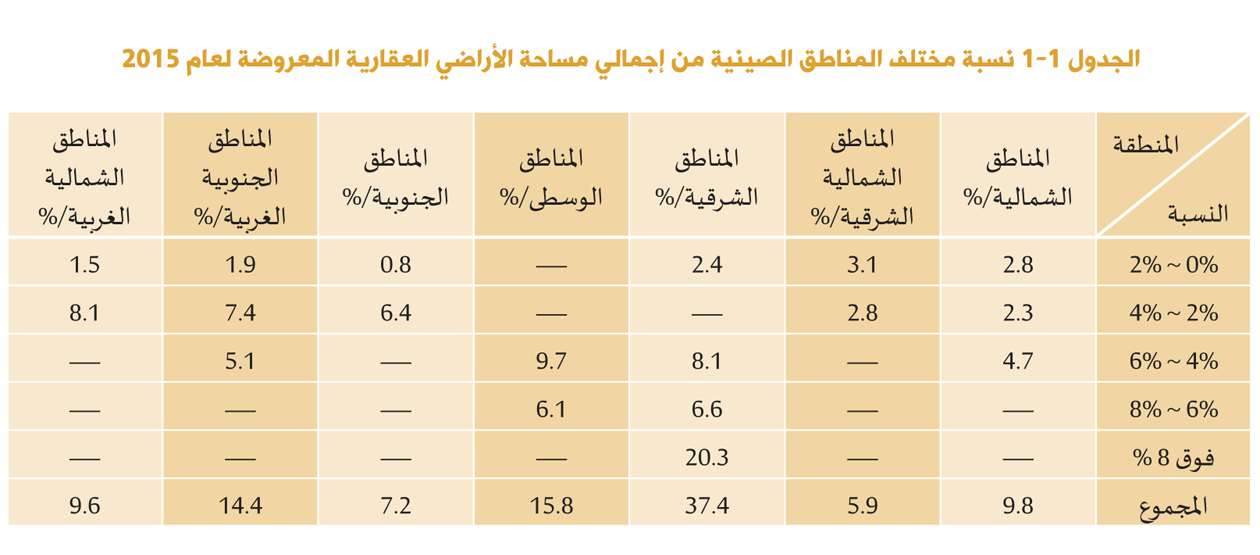 الجدول 1-1 نسبة مختلف المناطق الصينية من إجمالي مساحة الأراضي العقارية المعروضة لعام 2015
المنطقة
النسبة
المناطق
الشمالية/%
المناطق
الشمالية
الشرقية/%
المناطق
الشرقية/%
المناطق
الوسطى/%
المناطق
الجنوبية/%
المناطق
الجنوبية
الغربية/%
المناطق
الشمالية
الغربية/%
2% ~ 0% 2.8 3.1 2.4 — 0.8 1.9 1.5
4% ~ 2% 2.3 2.8 — — 6.4 7.4 8.1
6% ~ 4% 4.7 — 8.1 9.7 — 5.1 —
8% ~ 6% — — 6.6 6.1 — — —
فوق 8 % — — 20.3 — — — —
المجموع 9.8 5.9 37.4 15.8 7.2 14.4 9.6